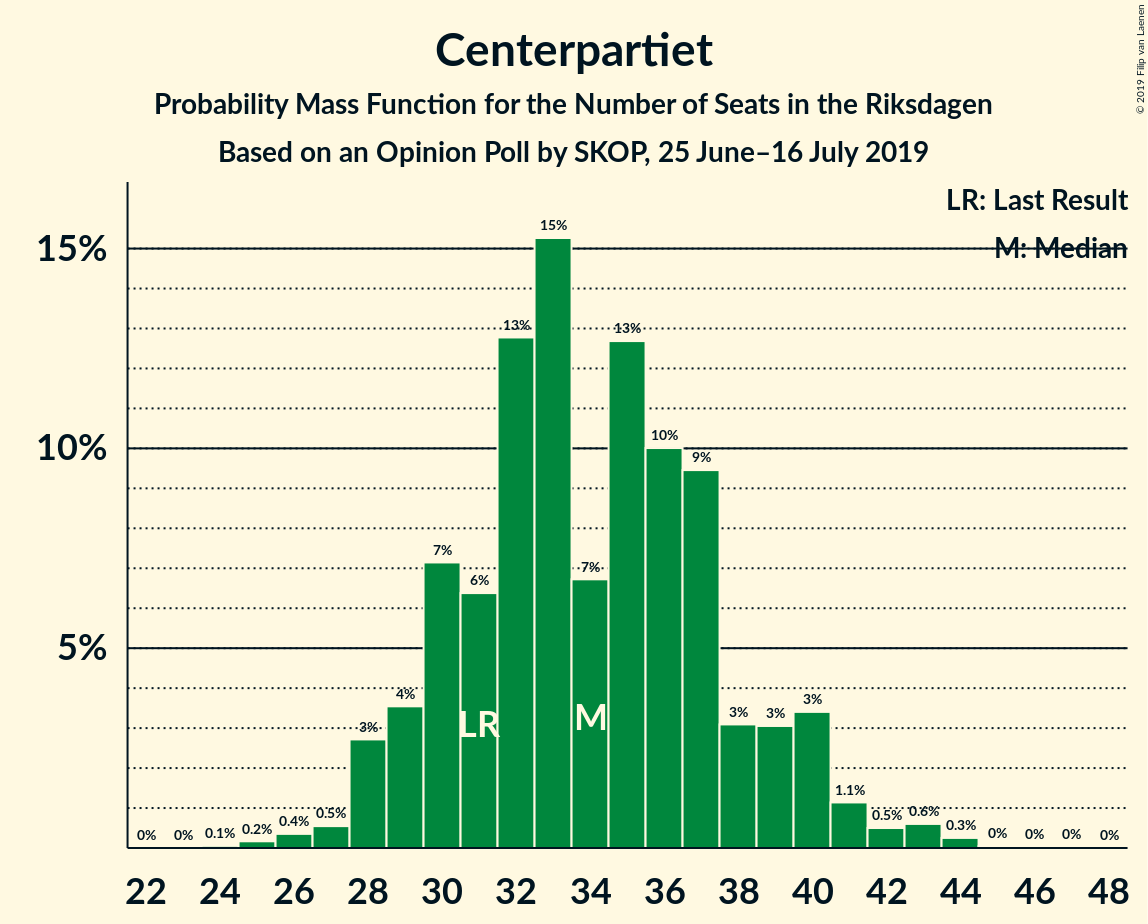 © 2019 Filip van Laenen
Centerpartiet
Probability Mass Function for the Number of Seats in the Riksdagen
Based on an Opinion Poll by SKOP, 25 June–16 July 2019
LR: Last Result
M: Median
15%
10%
5%
0% 0% 0.1% 0.2% 0.4% 0.5% 3% 4% 7% 6% 13% 15% 7% 13% 10% 9% 3% 3% 3% 1.1% 0.5% 0.6% 0.3% 0% 0% 0% 0%
LR M
22 24 26 28 30 32 34 36 38 40 42 44 46 48